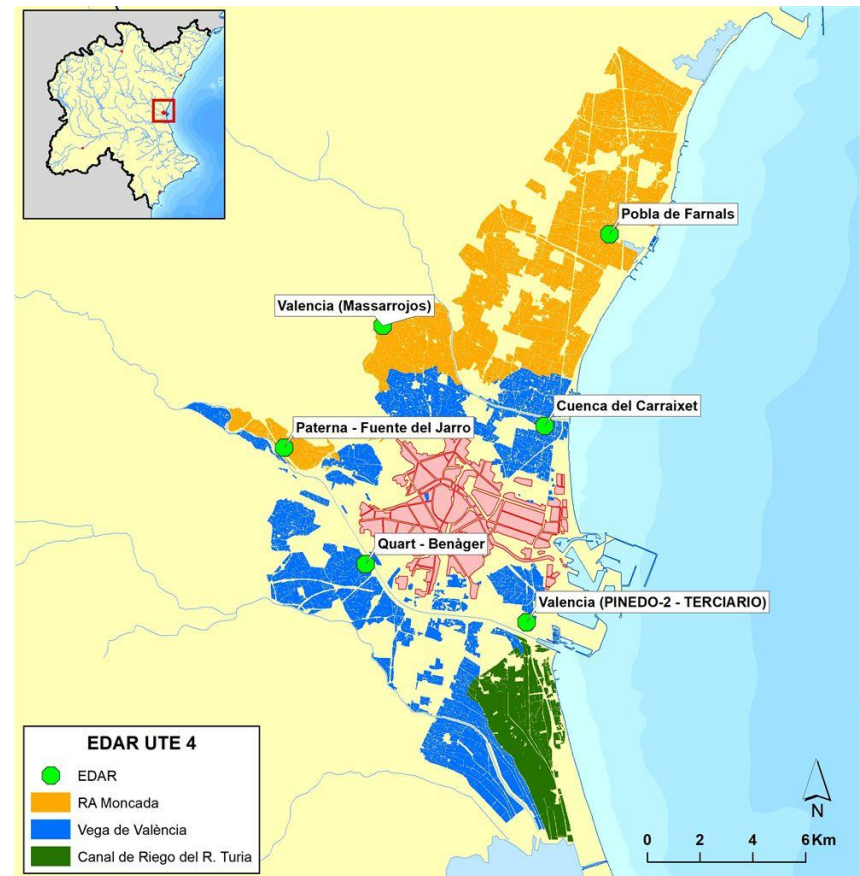 Pobla de Farnals
Valencia (Massarrojos)
Cuenca del Carraixet
Paterna - Fuente del Jarro
Quart - Benàger
Valencia (PINEDO-2 - TERCIARIO)
EDAR UTE 4
EDAR
RA Moncada
Vega de València
Canal de Riego del R. Turia
N
0 2 4 6 Km